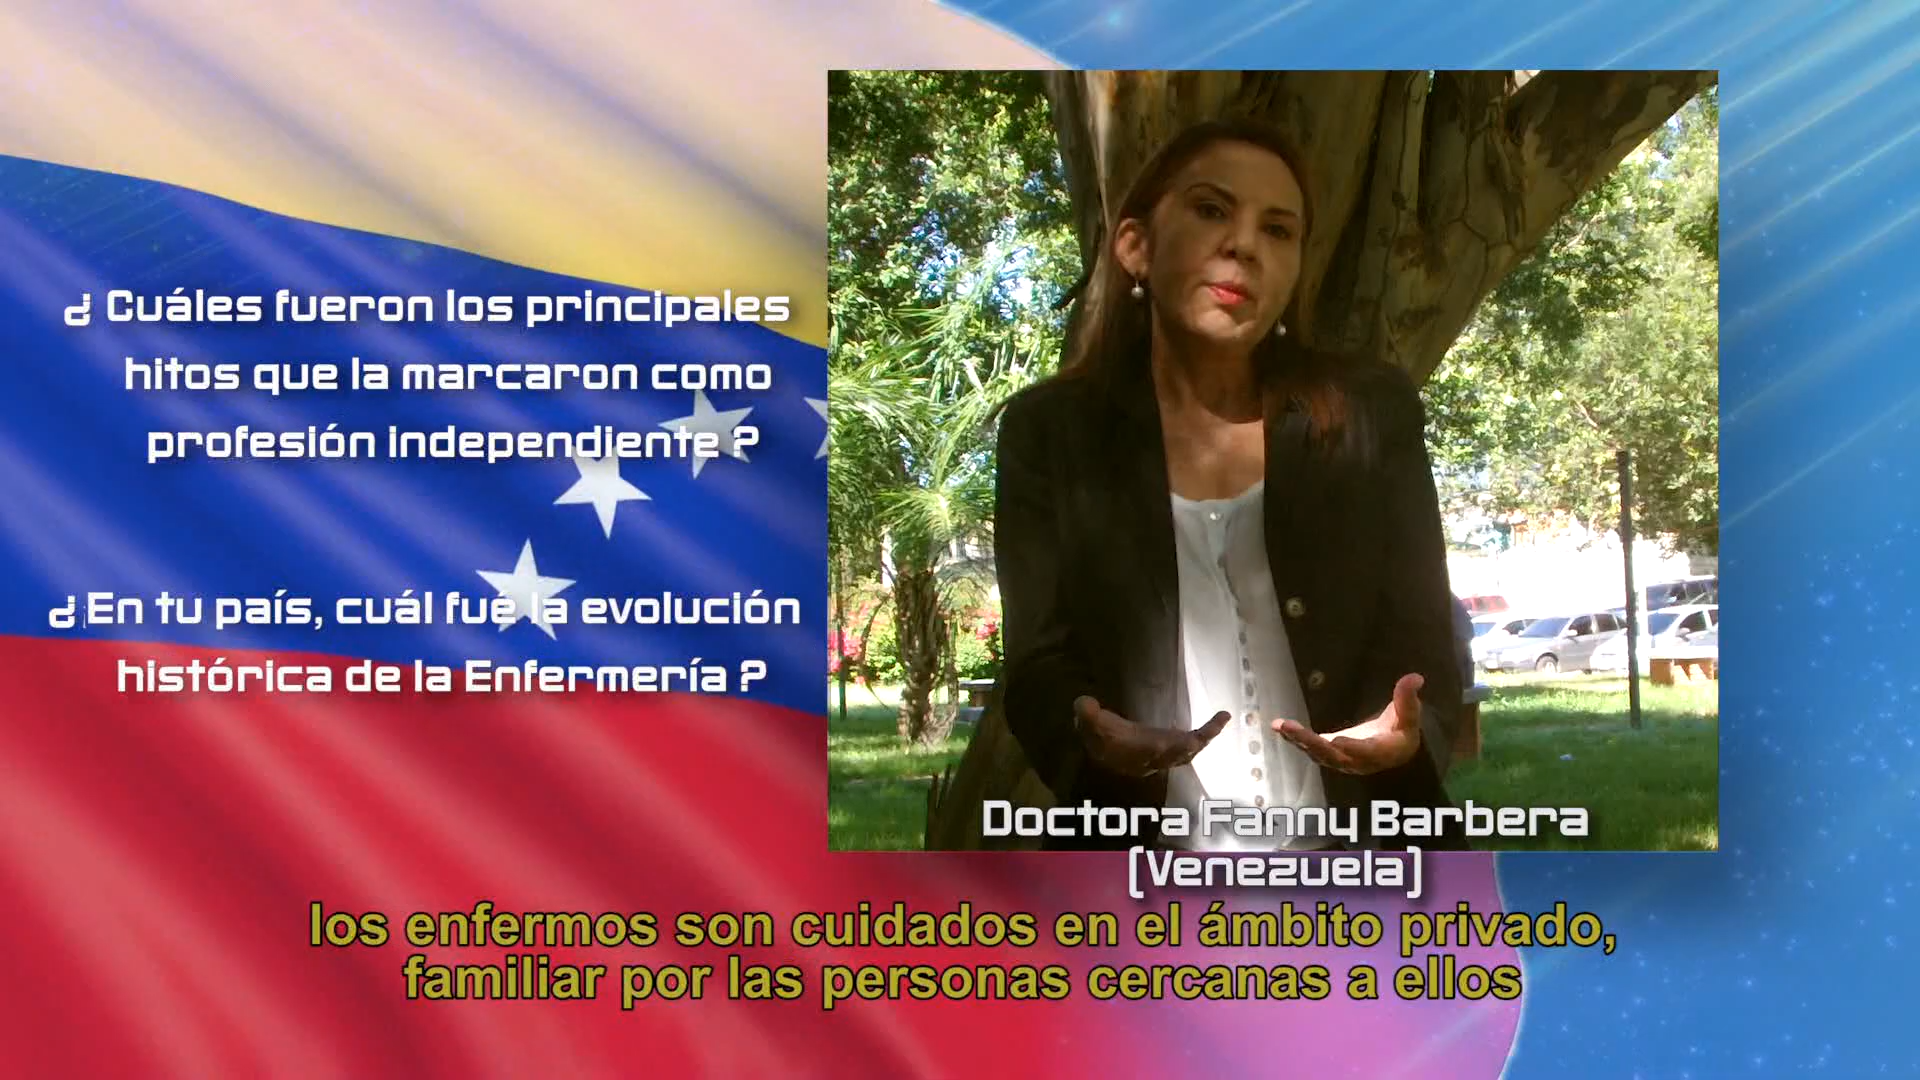 ¿ Cuáles fueron los principales
hitos que la marcaron como
profesión independiente ?
¿ En tu país, cuál fue la evolución
histórica de la Enfermería ?
Doctora Fanny Barbera
(Venezuela)
los enfermos son cuidados en el ámbito privado,
familiar por las personas cercanas a ellos